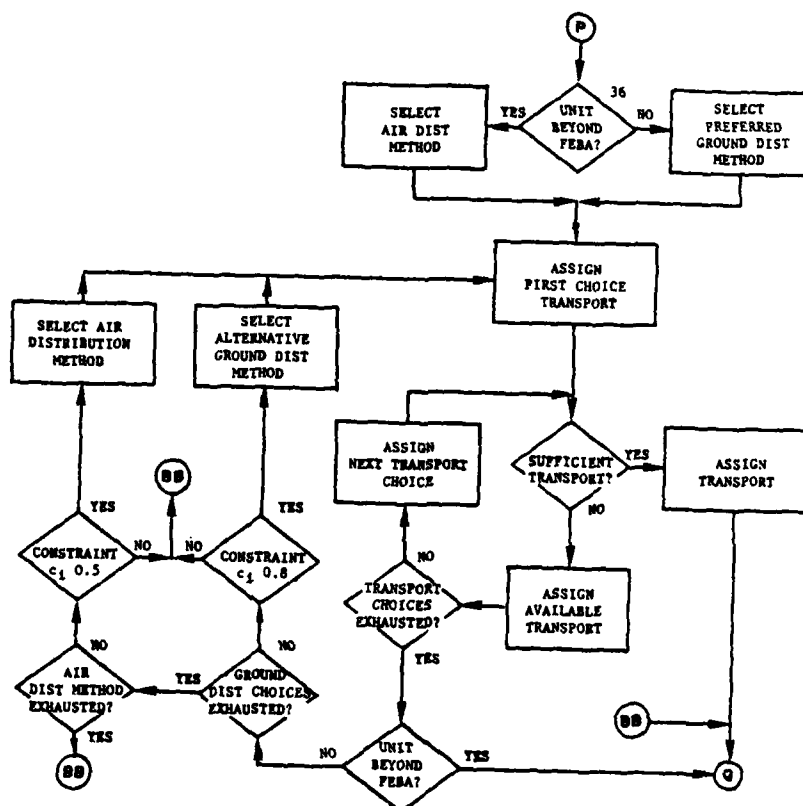 P
36
SELECT
AIR DIST
METHOD
YES
UNIT
BEYOND
FEBA?
NO
SELECT
PREFERRED
GROUND DIST
METHOD
ASSIGN
FIRST CHOICE
TRANSPORT
SELECT AIR
DISTRIBUTION
METHOD
SELECT
ALTERNATIVE
GROUND DIST
METHOD
ASSIGN
NEXT TRANSPORT
CHOICE
SUFFICIENT
TRANSPORT?
YES
ASSIGN
TRANSPORT
NO
BB
YES
YES
CONSTRAINT
c_i 0.5
NO
NO
CONSTRAINT
c_i 0.8
NO
TRANSPORT
CHOICES
EXHAUSTED?
ASSIGN
AVAILABLE
TRANSPORT
NO
NO
YES
AIR
DIST METHOD
EXHAUSTED?
YES
GROUND
DIST CHOICES
EXHAUSTED?
BB
YES
BB
NO
UNIT
BEYOND
FEBA?
YES
Q